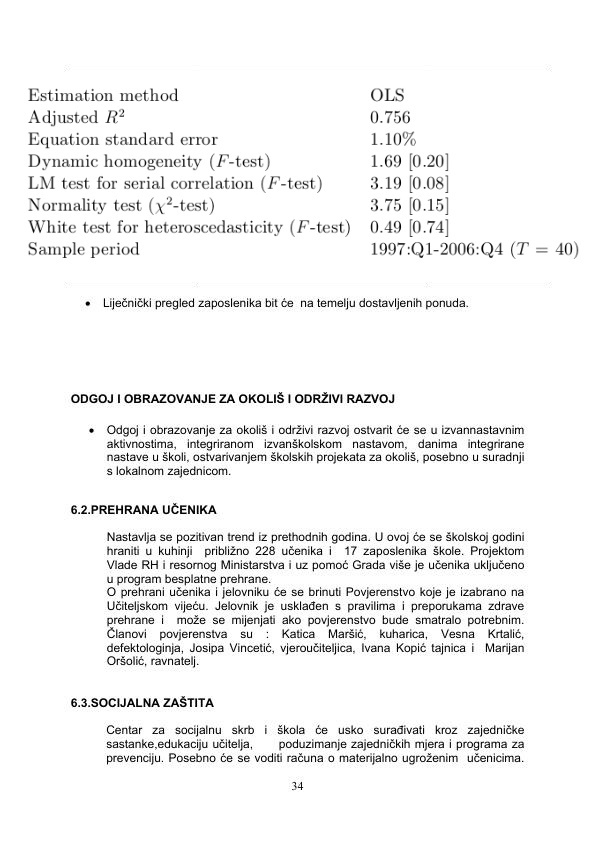 Estimation method OLS
Adjusted R² 0.756
Equation standard error 1.10%
Dynamic homogeneity (F-test) 1.69 [0.20]
LM test for serial correlation (F-test) 3.19 [0.08]
Normality test (χ²-test) 3.75 [0.15]
White test for heteroscedasticity (F-test) 0.49 [0.74]
Sample period 1997:Q1-2006:Q4 (T = 40)
• Liječnički pregled zaposlenika bit će  na temelju dostavljenih ponuda.
ODGOJ I OBRAZOVANJE ZA OKOLIŠ I ODRŽIVI RAZVOJ
• Odgoj i obrazovanje za okoliš i održivi razvoj ostvarit će se u izvannastavnim
aktivnostima, integriranom izvanškolskom nastavom, danima integrirane
nastave u školi, ostvarivanjem školskih projekata za okoliš, posebno u suradnji
s lokalnom zajednicom.
6.2.PREHRANA UČENIKA
Nastavlja se pozitivan trend iz prethodnih godina. U ovoj će se školskoj godini
hraniti u kuhinji  približno 228 učenika i  17 zaposlenika škole. Projektom
Vlade RH i resornog Ministarstva i uz pomoć Grada više je učenika uključeno
u program besplatne prehrane.
O prehrani učenika i jelovniku će se brinuti Povjerenstvo koje je izabrano na
Učiteljskom vijeću. Jelovnik je usklađen s pravilima i preporukama zdrave
prehrane i  može se mijenjati ako povjerenstvo bude smatralo potrebnim.
Članovi povjerenstva su : Katica Maršić, kuharica, Vesna Krtalić,
defektologinja, Josipa Vincetić, vjeroučiteljica, Ivana Kopić tajnica i  Marijan
Oršolić, ravnatelj.
6.3.SOCIJALNA ZAŠTITA
Centar za socijalnu skrb i škola će usko surađivati kroz zajedničke
sastanke,edukaciju učitelja,  poduzimanje zajedničkih mjera i programa za
prevenciju. Posebno će se voditi računa o materijalno ugroženim  učenicima.
34